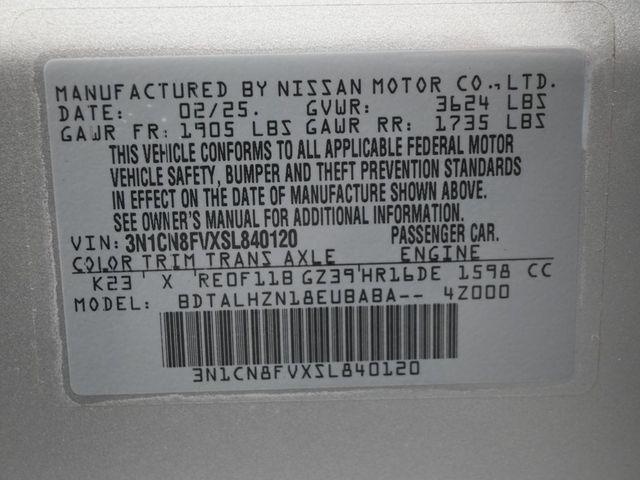 MANUFACTURED BY NISSAN MOTOR CO., LTD.
DATE: 02/25. GVWR: 3624 LBS
GAWR FR: 1905 LBS GAWR RR: 1735 LBS
THIS VEHICLE CONFORMS TO ALL APPLICABLE FEDERAL MOTOR
VEHICLE SAFETY, BUMPER AND THEFT PREVENTION STANDARDS
IN EFFECT ON THE DATE OF MANUFACTURE SHOWN ABOVE.
SEE OWNER'S MANUAL FOR ADDITIONAL INFORMATION.
VIN: 3N1CN8FVXSL840120 PASSENGER CAR.
COLOR TRIM TRANS AXLE ENGINE
K23 X RE0F11B GZ39 HR16DE 1598 CC
MODEL: BDTALHZN18EUBABA-- 4Z000
3N1CN8FVXSL840120